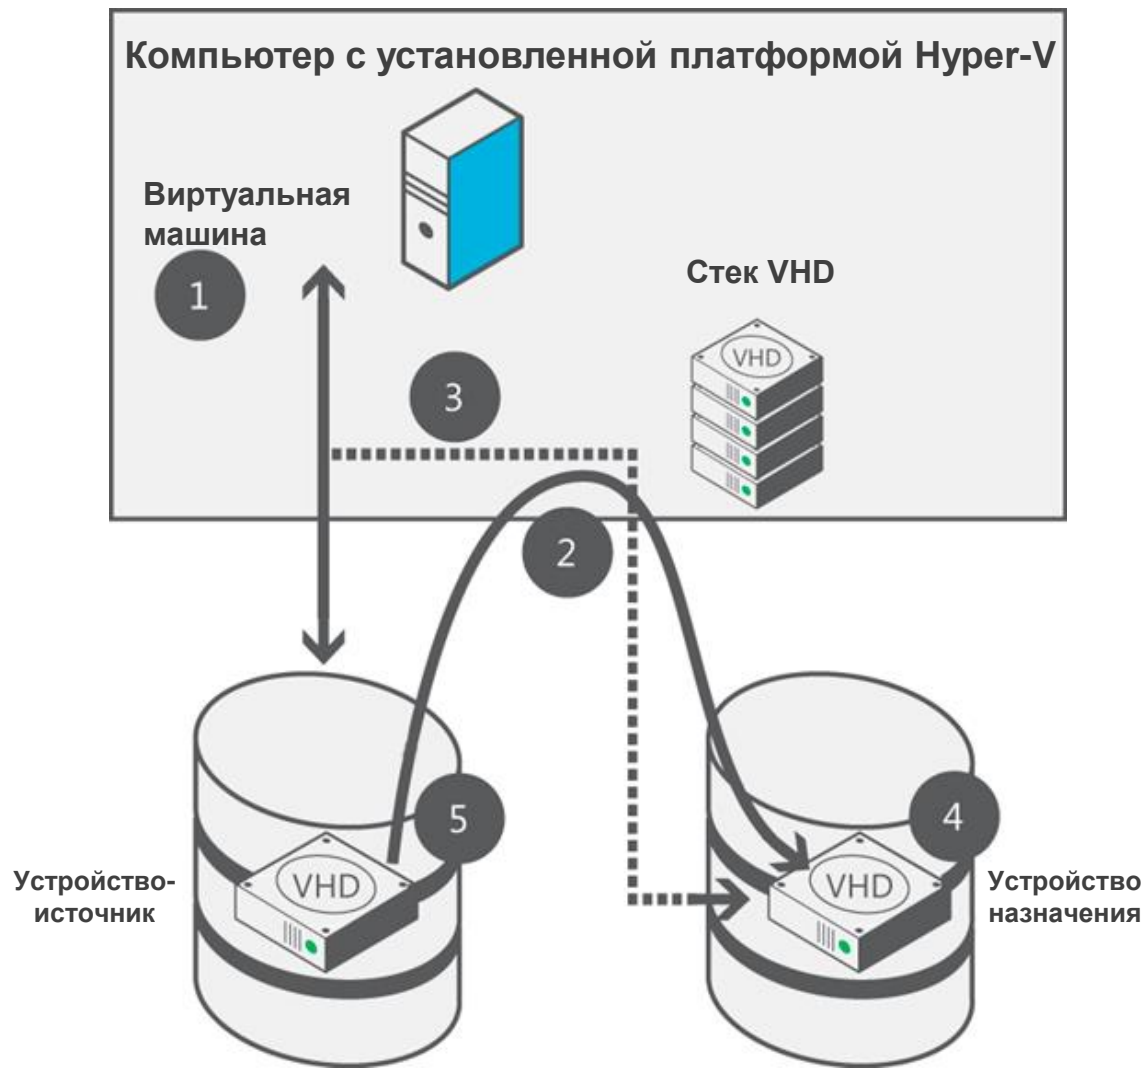 Компьютер с установленной платформой Hyper-V
Виртуальная
машина
1
Стек VHD
VHD
3
2
5
4
VHD
VHD
Устройство-
источник
Устройство
назначения